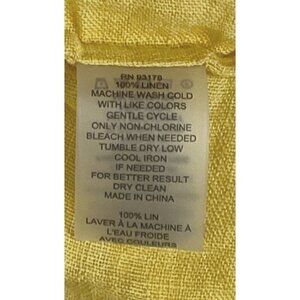 RN 93178
100% LINEN
MACHINE WASH COLD
WITH LIKE COLORS
GENTLE CYCLE
ONLY NON-CHLORINE
BLEACH WHEN NEEDED
TUMBLE DRY LOW
COOL IRON
IF NEEDED
FOR BETTER RESULT
DRY CLEAN
MADE IN CHINA
100% LIN
LAVER À LA MACHINE À
L'EAU FROIDE
AVEC COULEURS